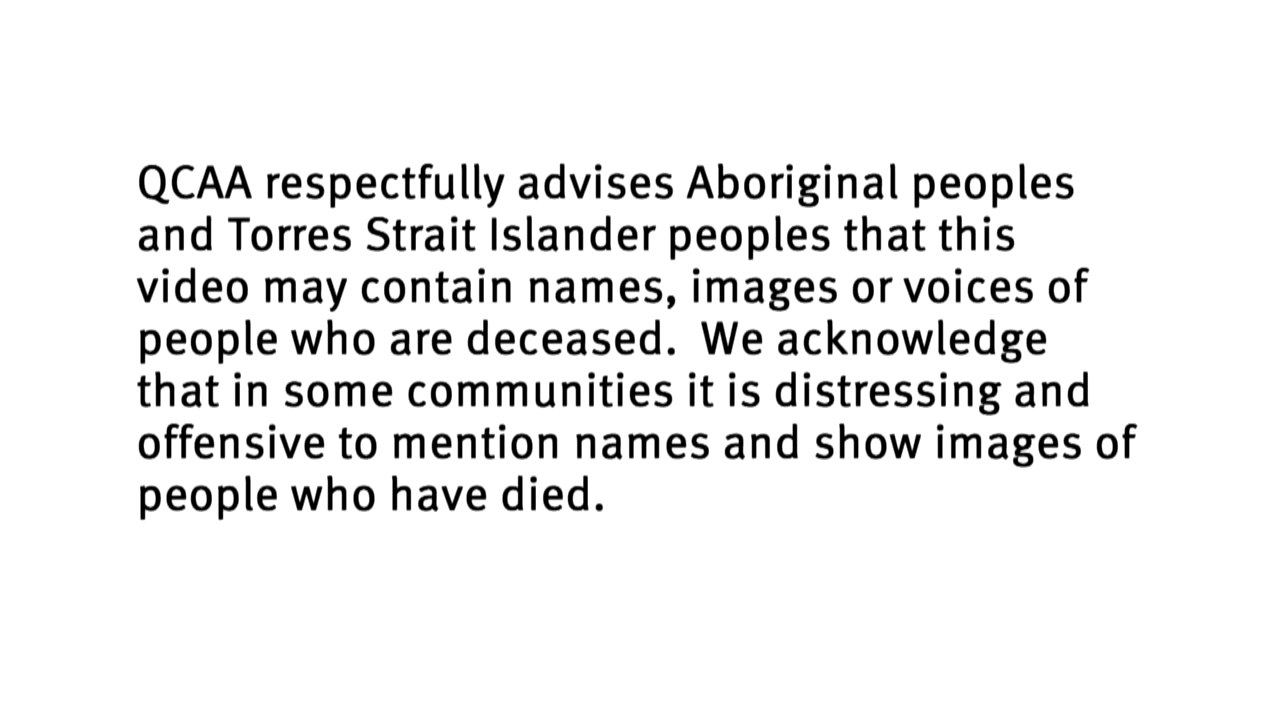 QCAA respectfully advises Aboriginal peoples
and Torres Strait Islander peoples that this
video may contain names, images or voices of
people who are deceased.  We acknowledge
that in some communities it is distressing and
offensive to mention names and show images of
people who have died.